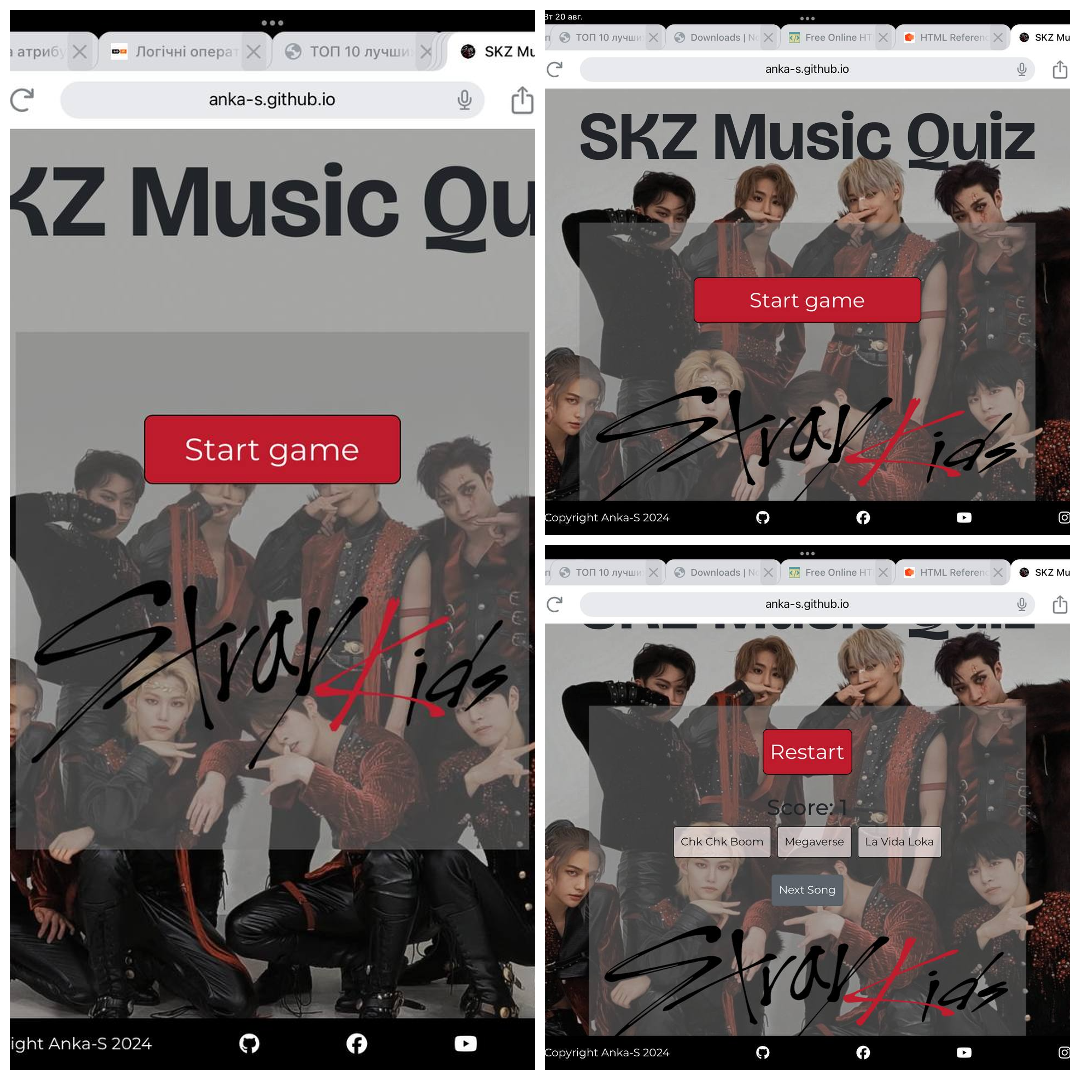 а атрибу
Логічні операт
ТОП 10 лучши
SKZ Mu
anka-s.github.io
KZ Music Qu
Start game
Stray Kids
ight Anka-S 2024
Вт 20 авг.
ТОП 10 лучши
Downloads | N
Free Online HT
HTML Referen
SKZ Mu
anka-s.github.io
SKZ Music Quiz
Start game
Stray Kids
Copyright Anka-S 2024
ТОП 10 лучши
Downloads | N
Free Online HT
HTML Referen
SKZ Mu
anka-s.github.io
SKZ Music Quiz
Restart
Score: 1
Chk Chk Boom
Megaverse
La Vida Loka
Next Song
Stray Kids
Copyright Anka-S 2024